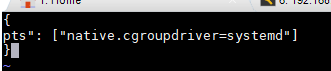 {
pts": ["native.cgroupdriver=systemd"]
}
~